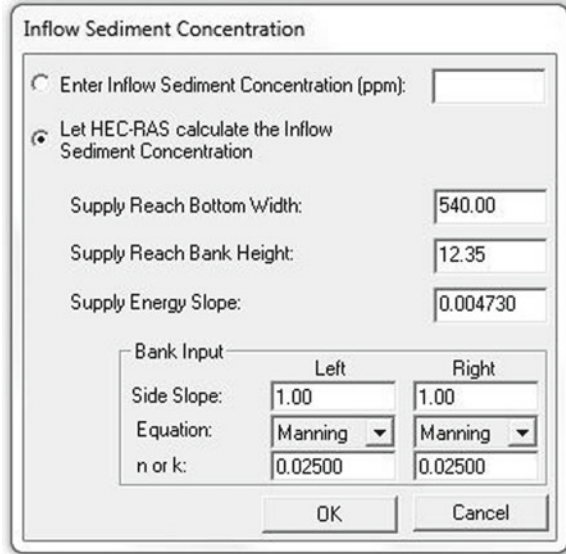 Inflow Sediment Concentration
Enter Inflow Sediment Concentration (ppm):
Let HEC-RAS calculate the Inflow
Sediment Concentration
Supply Reach Bottom Width: 540.00
Supply Reach Bank Height: 12.35
Supply Energy Slope: 0.004730
Bank Input
Left Right
Side Slope: 1.00 1.00
Equation: Manning Manning
n or k: 0.02500 0.02500
OK Cancel